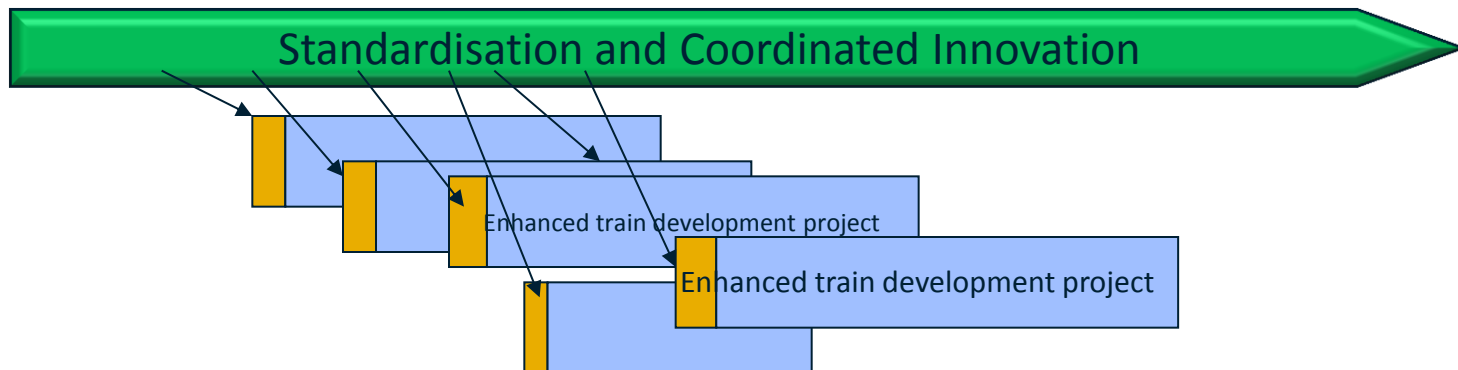 Standardisation and Coordinated Innovation
Enhanced train development project
Enhanced train development project